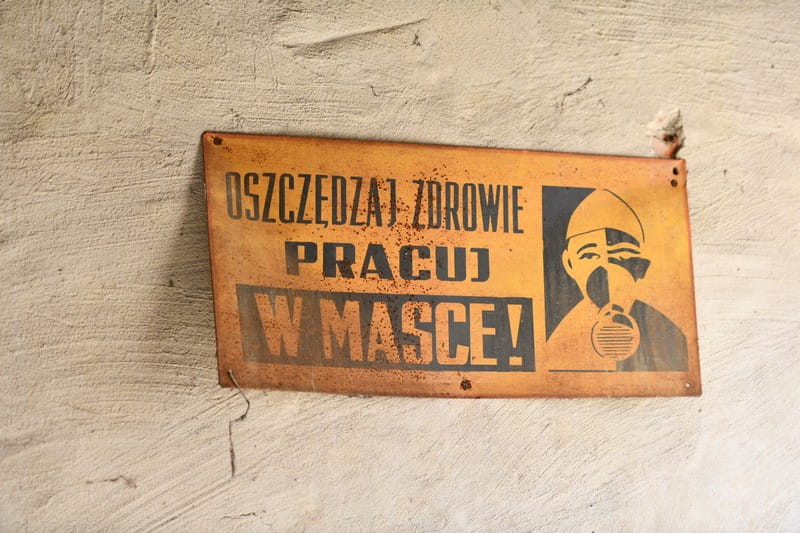 OSZCZĘDZAJ ZDROWIE
PRACUJ
W MASCE!